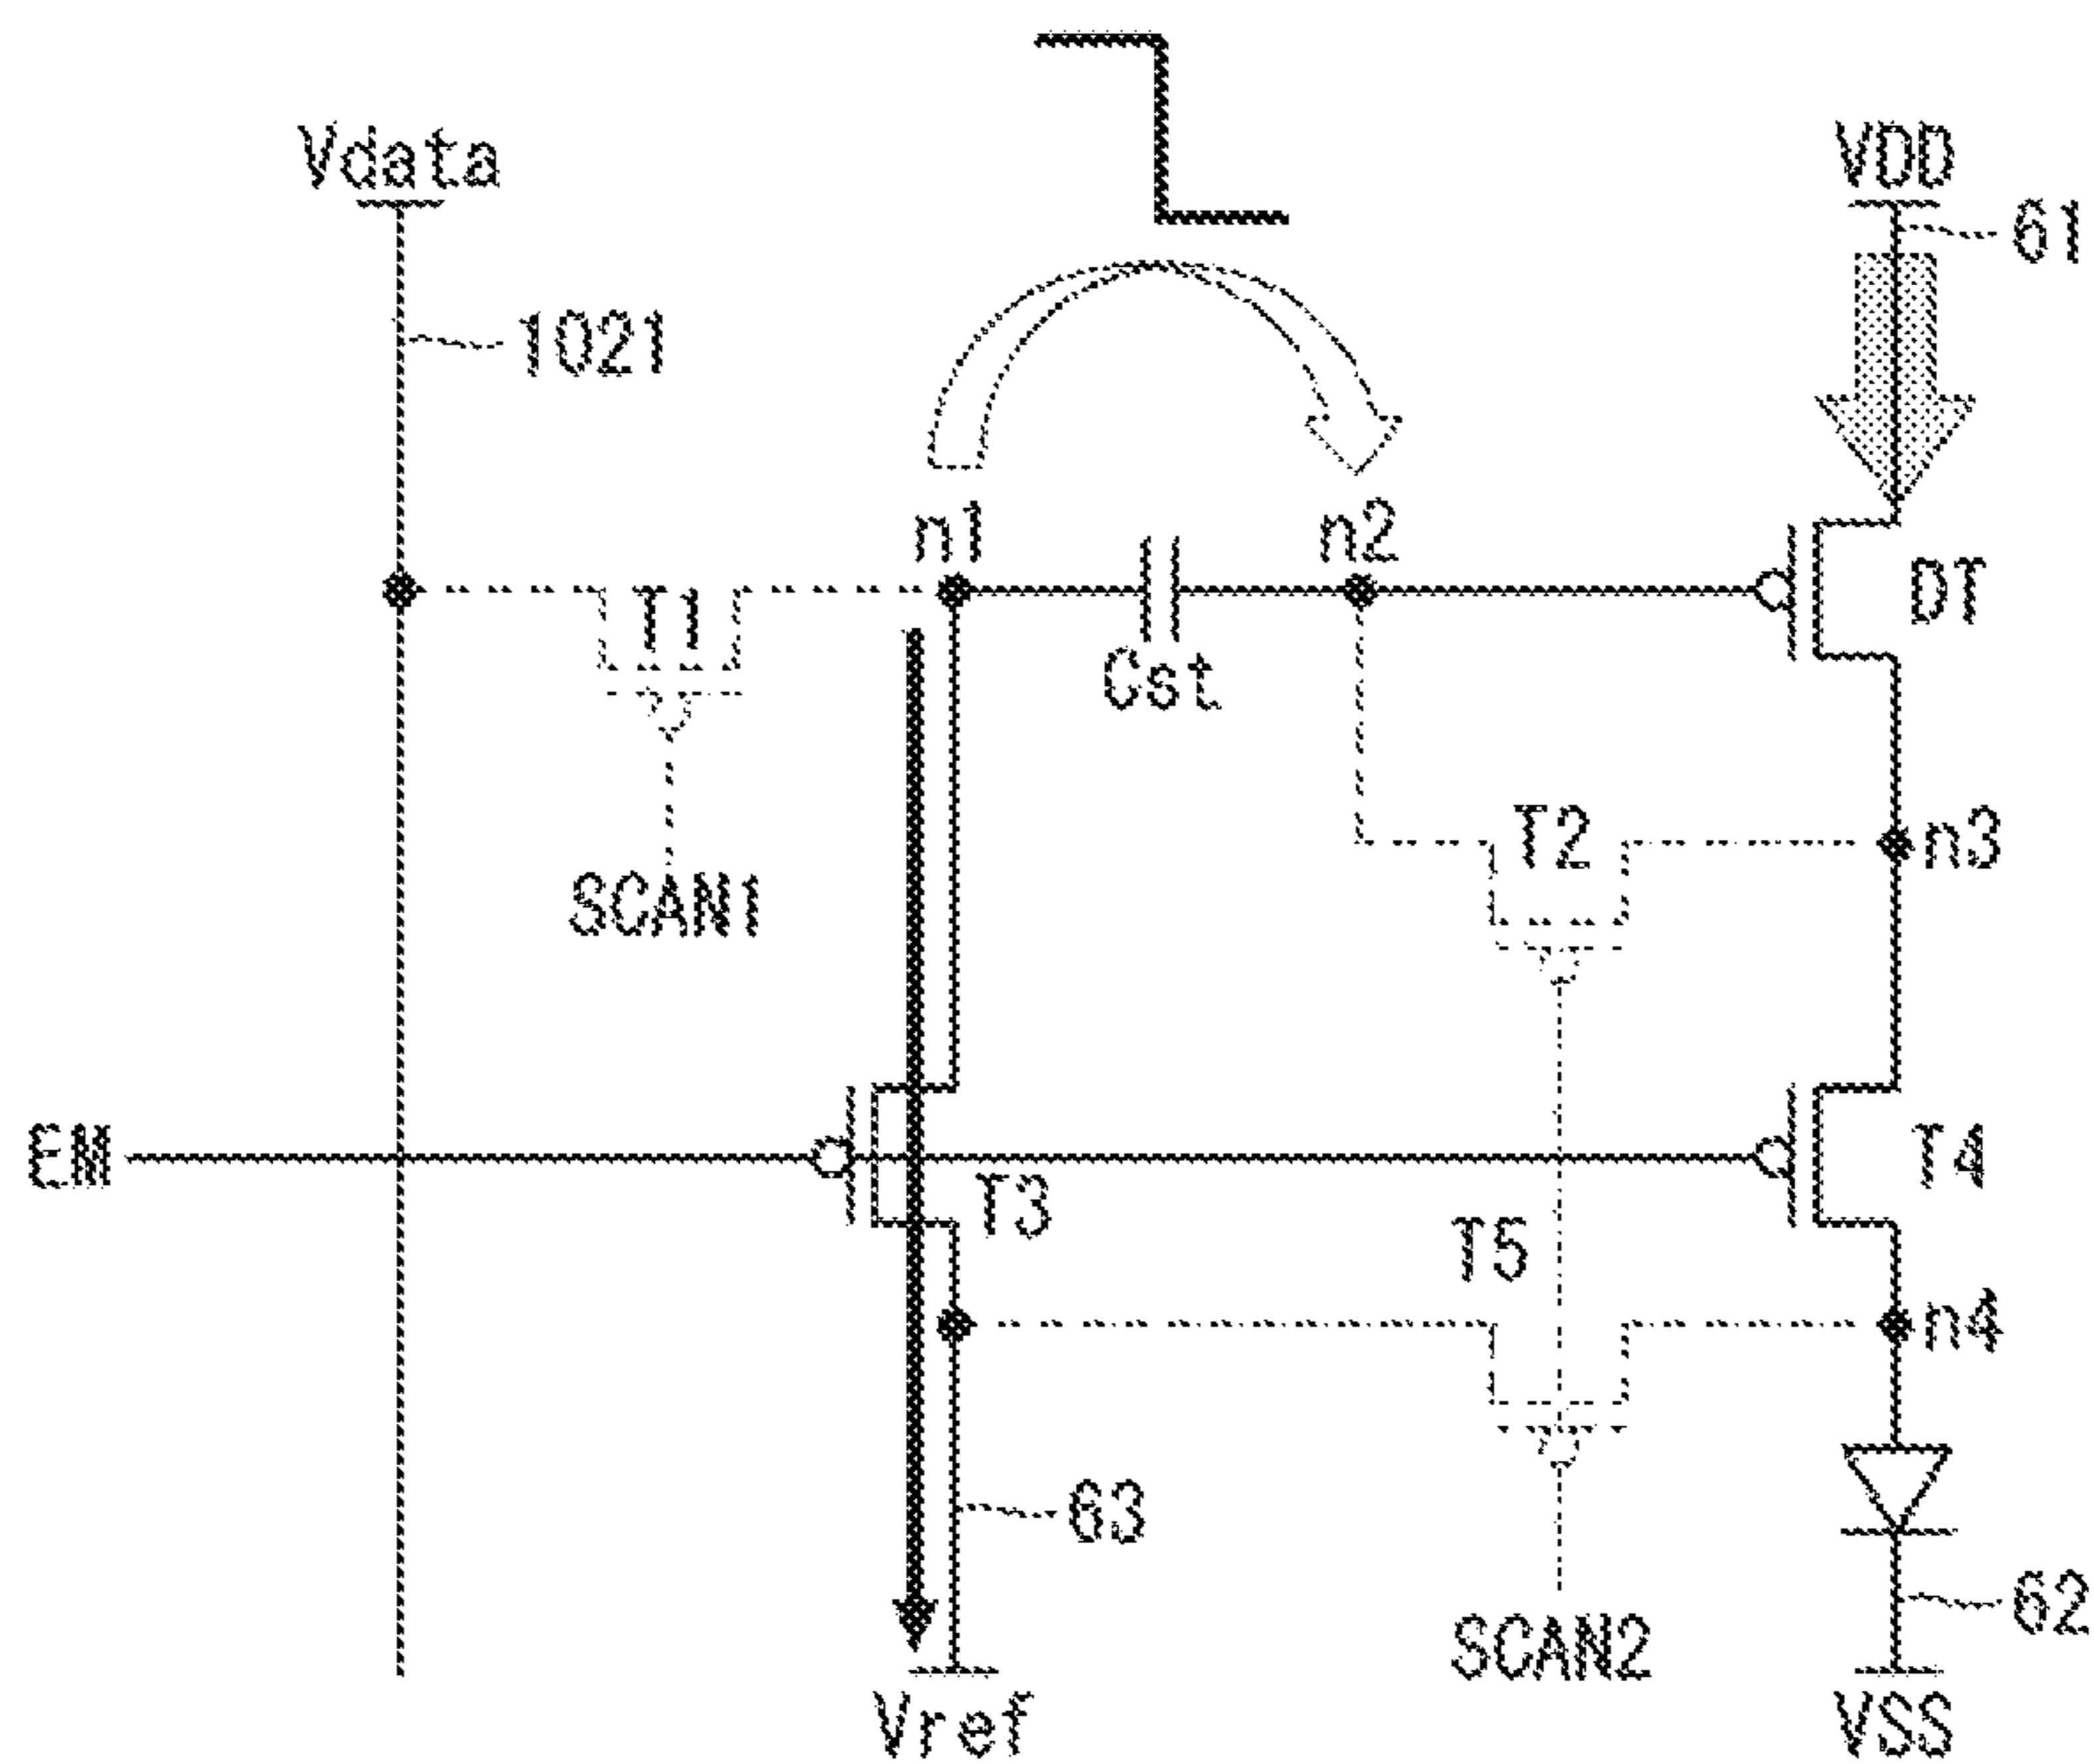 Vdata
VDD
61
1021
n1
n2
T1
Cst
DT
SCAN1
T2
n3
EM
T3
T4
T5
n4
63
62
SCAN2
Vref
VSS